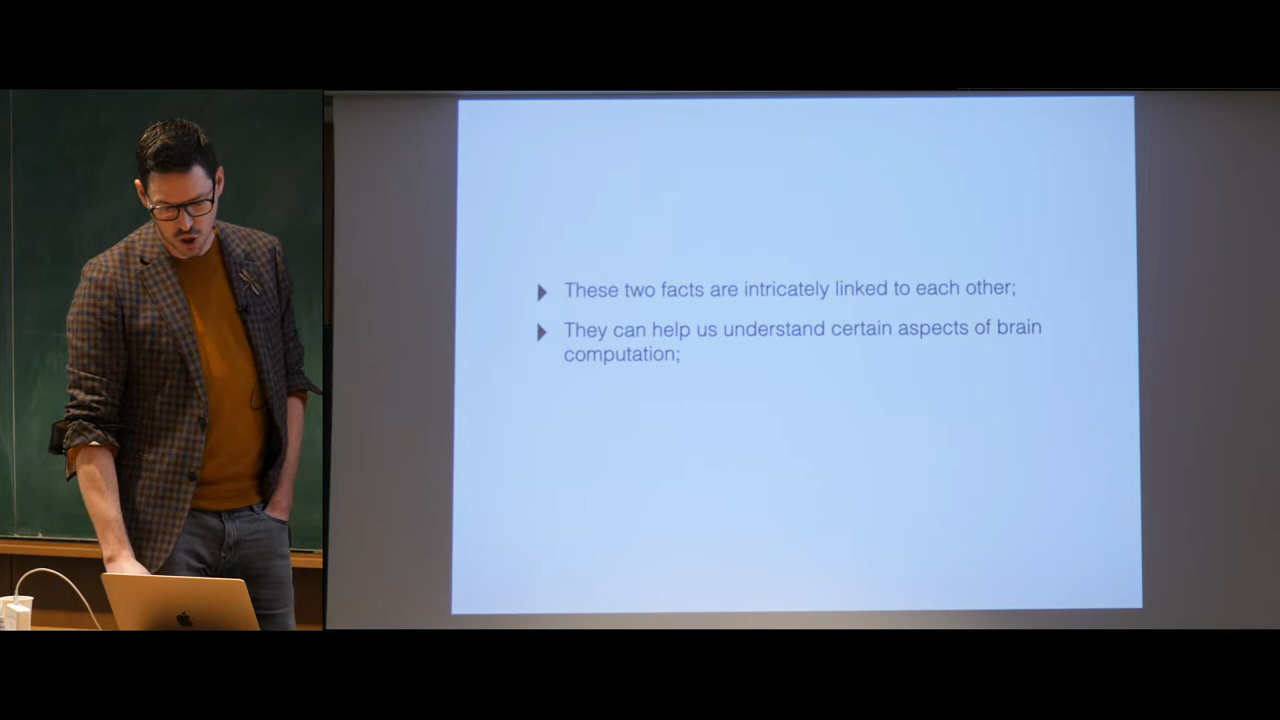 These two facts are intricately linked to each other;
They can help us understand certain aspects of brain
computation;